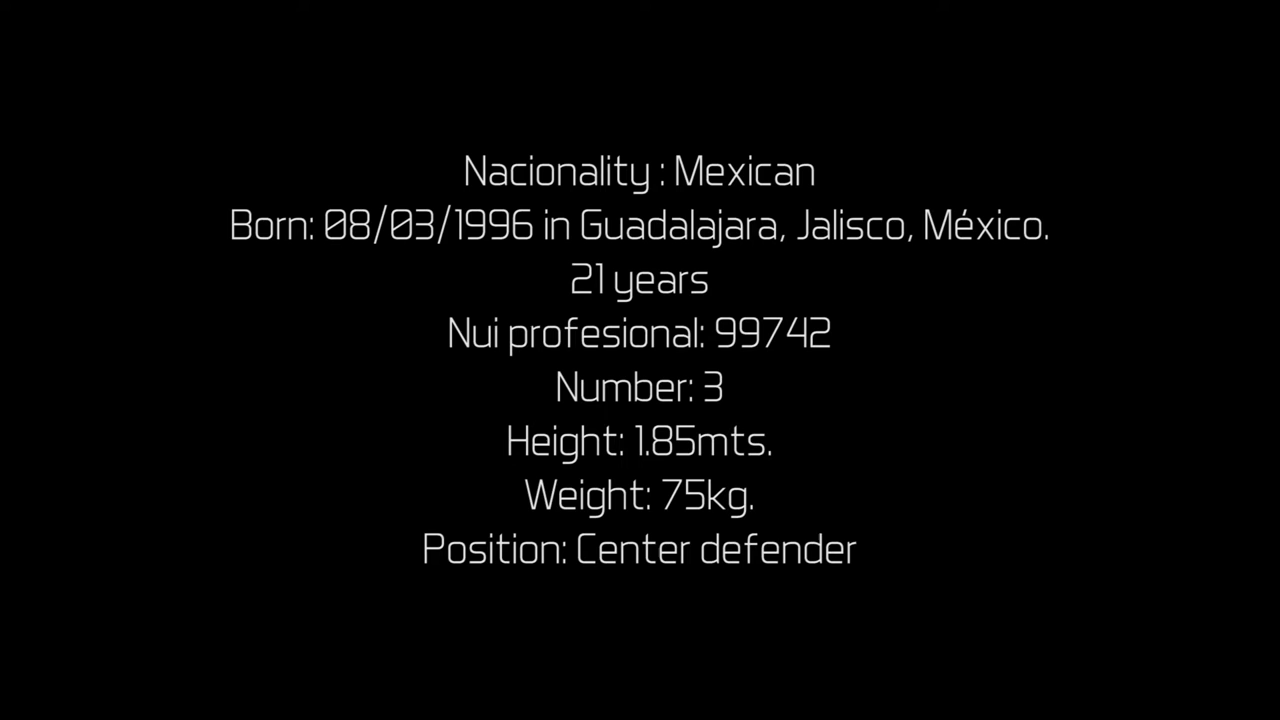 Nacionality : Mexican
Born: 08/03/1996 in Guadalajara, Jalisco, México.
21 years
Nui profesional: 99742
Number: 3
Height: 1.85mts.
Weight: 75kg.
Position: Center defender